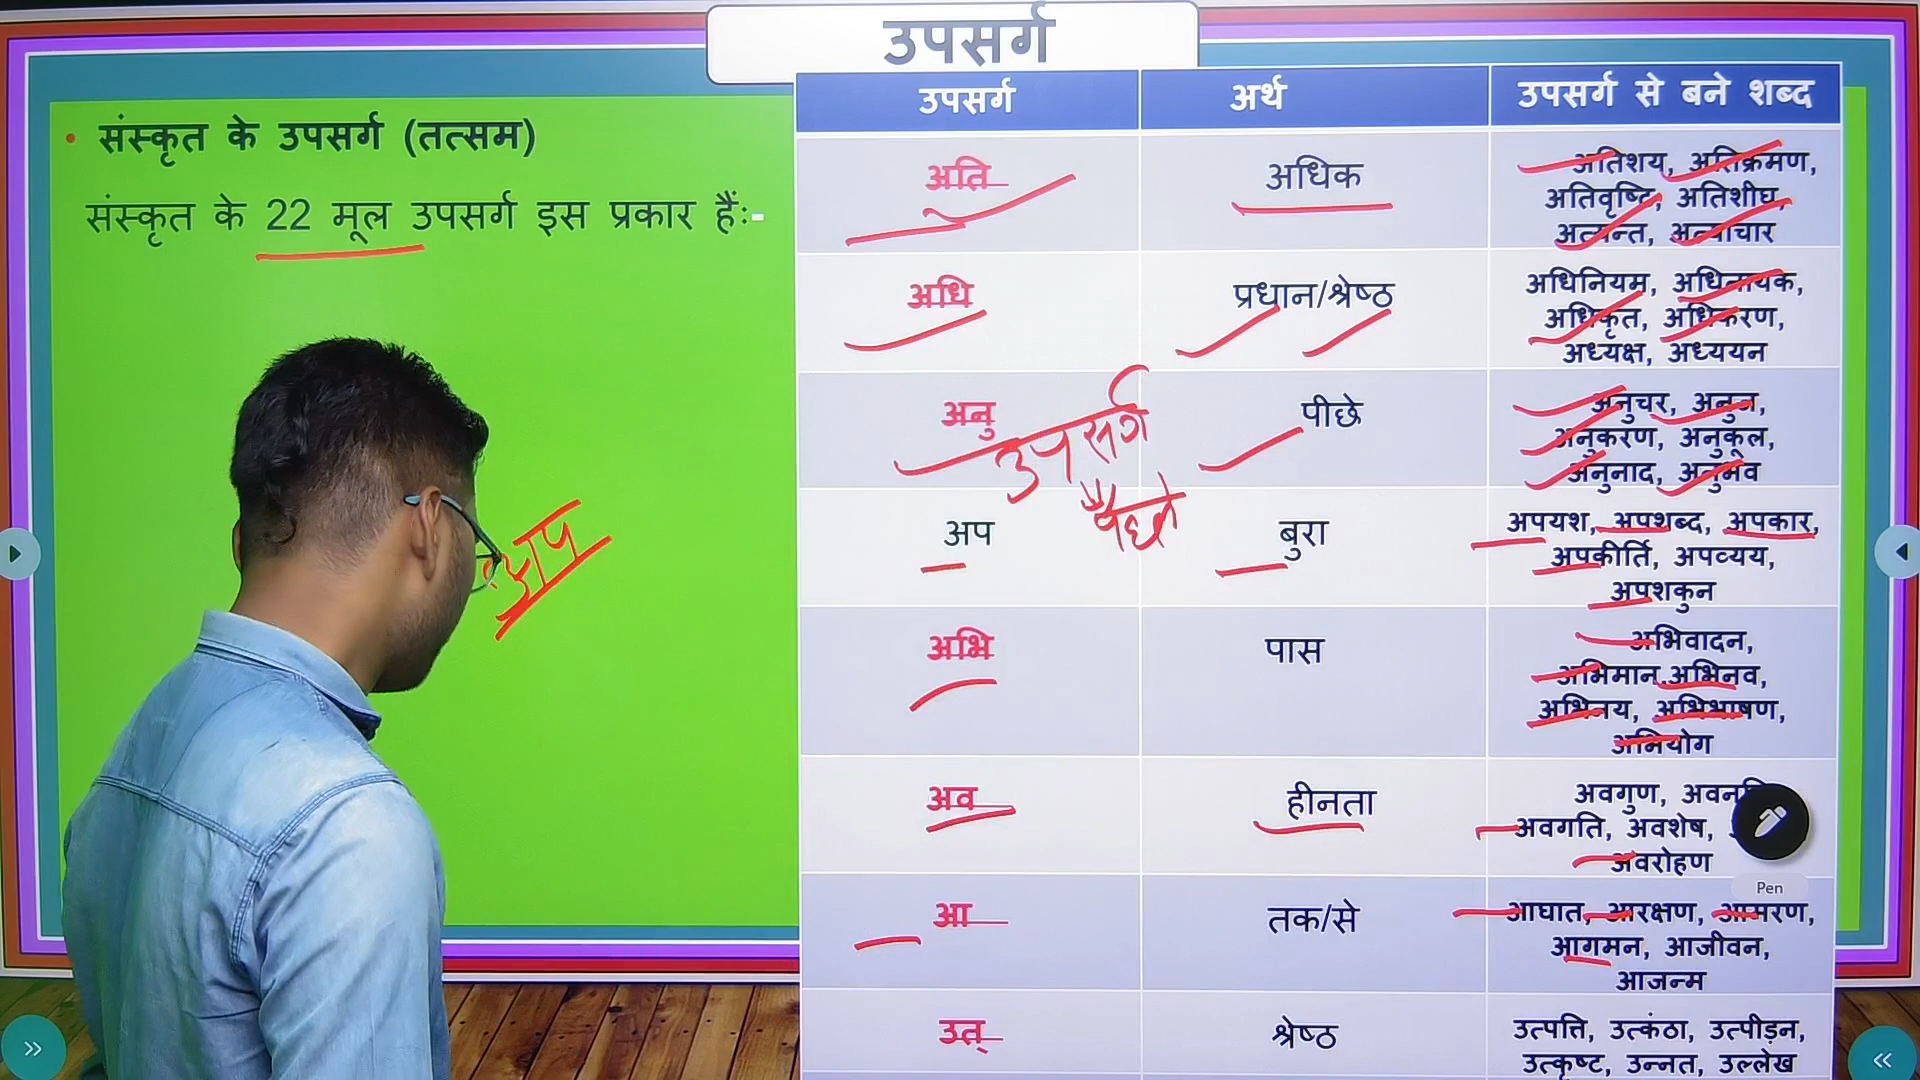 उपसर्ग
• संस्कृत के उपसर्ग (तत्सम)
संस्कृत के 22 मूल उपसर्ग इस प्रकार हैं:-
उपसर्ग अर्थ उपसर्ग से बने शब्द
अति अधिक अतिशय, अतिक्रमण,
अतिवृष्टि, अतिशीघ्र,
अत्यन्त, अत्याचार
अधि प्रधान/श्रेष्ठ अधिनियम, अधिनायक,
अधिकृत, अधिकरण,
अध्यक्ष, अध्ययन
अनु पीछे अनुचर, अनुज,
अनुकरण, अनुकूल,
अनुनाद, अनुभव
उपसर्ग
अप बुरा अपयश, अपशब्द, अपकार,
अपकीर्ति, अपव्यय,
अपशकुन
अप
अभि पास अभिवादन,
अभिमान,अभिनव,
अभिनय, अभिभाषण,
अभियोग
अव हीनता अवगुण,
अवगति, अवशेष,
अवरोहण
Pen
आ तक/से आघात, आरक्षण, आमरण,
आगमन, आजीवन,
आजन्म
उत् श्रेष्ठ उत्पत्ति, उत्कंठा, उत्पीड़न,
उत्कृष्ट, उन्नत, उल्लेख